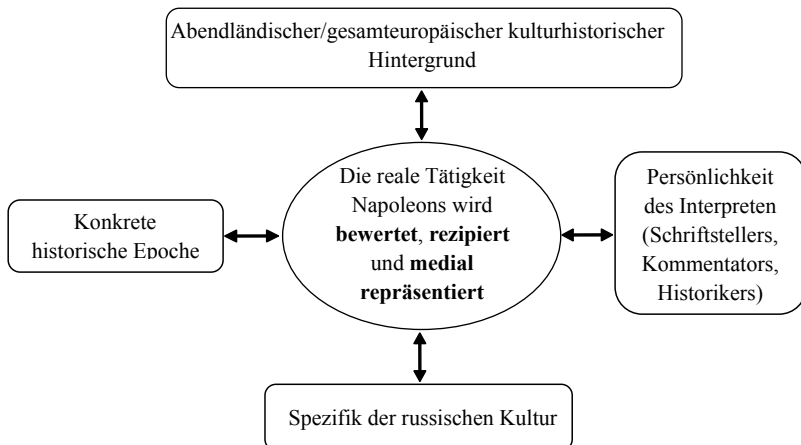 Abendländischer/gesamteuropäischer kulturhistorischer
Hintergrund
Die reale Tätigkeit
Napoleons wird
bewertet, rezipiert
und medial
repräsentiert
Konkrete
historische Epoche
Persönlichkeit
des Interpreten
(Schriftstellers,
Kommentators,
Historikers)
Spezifik der russischen Kultur